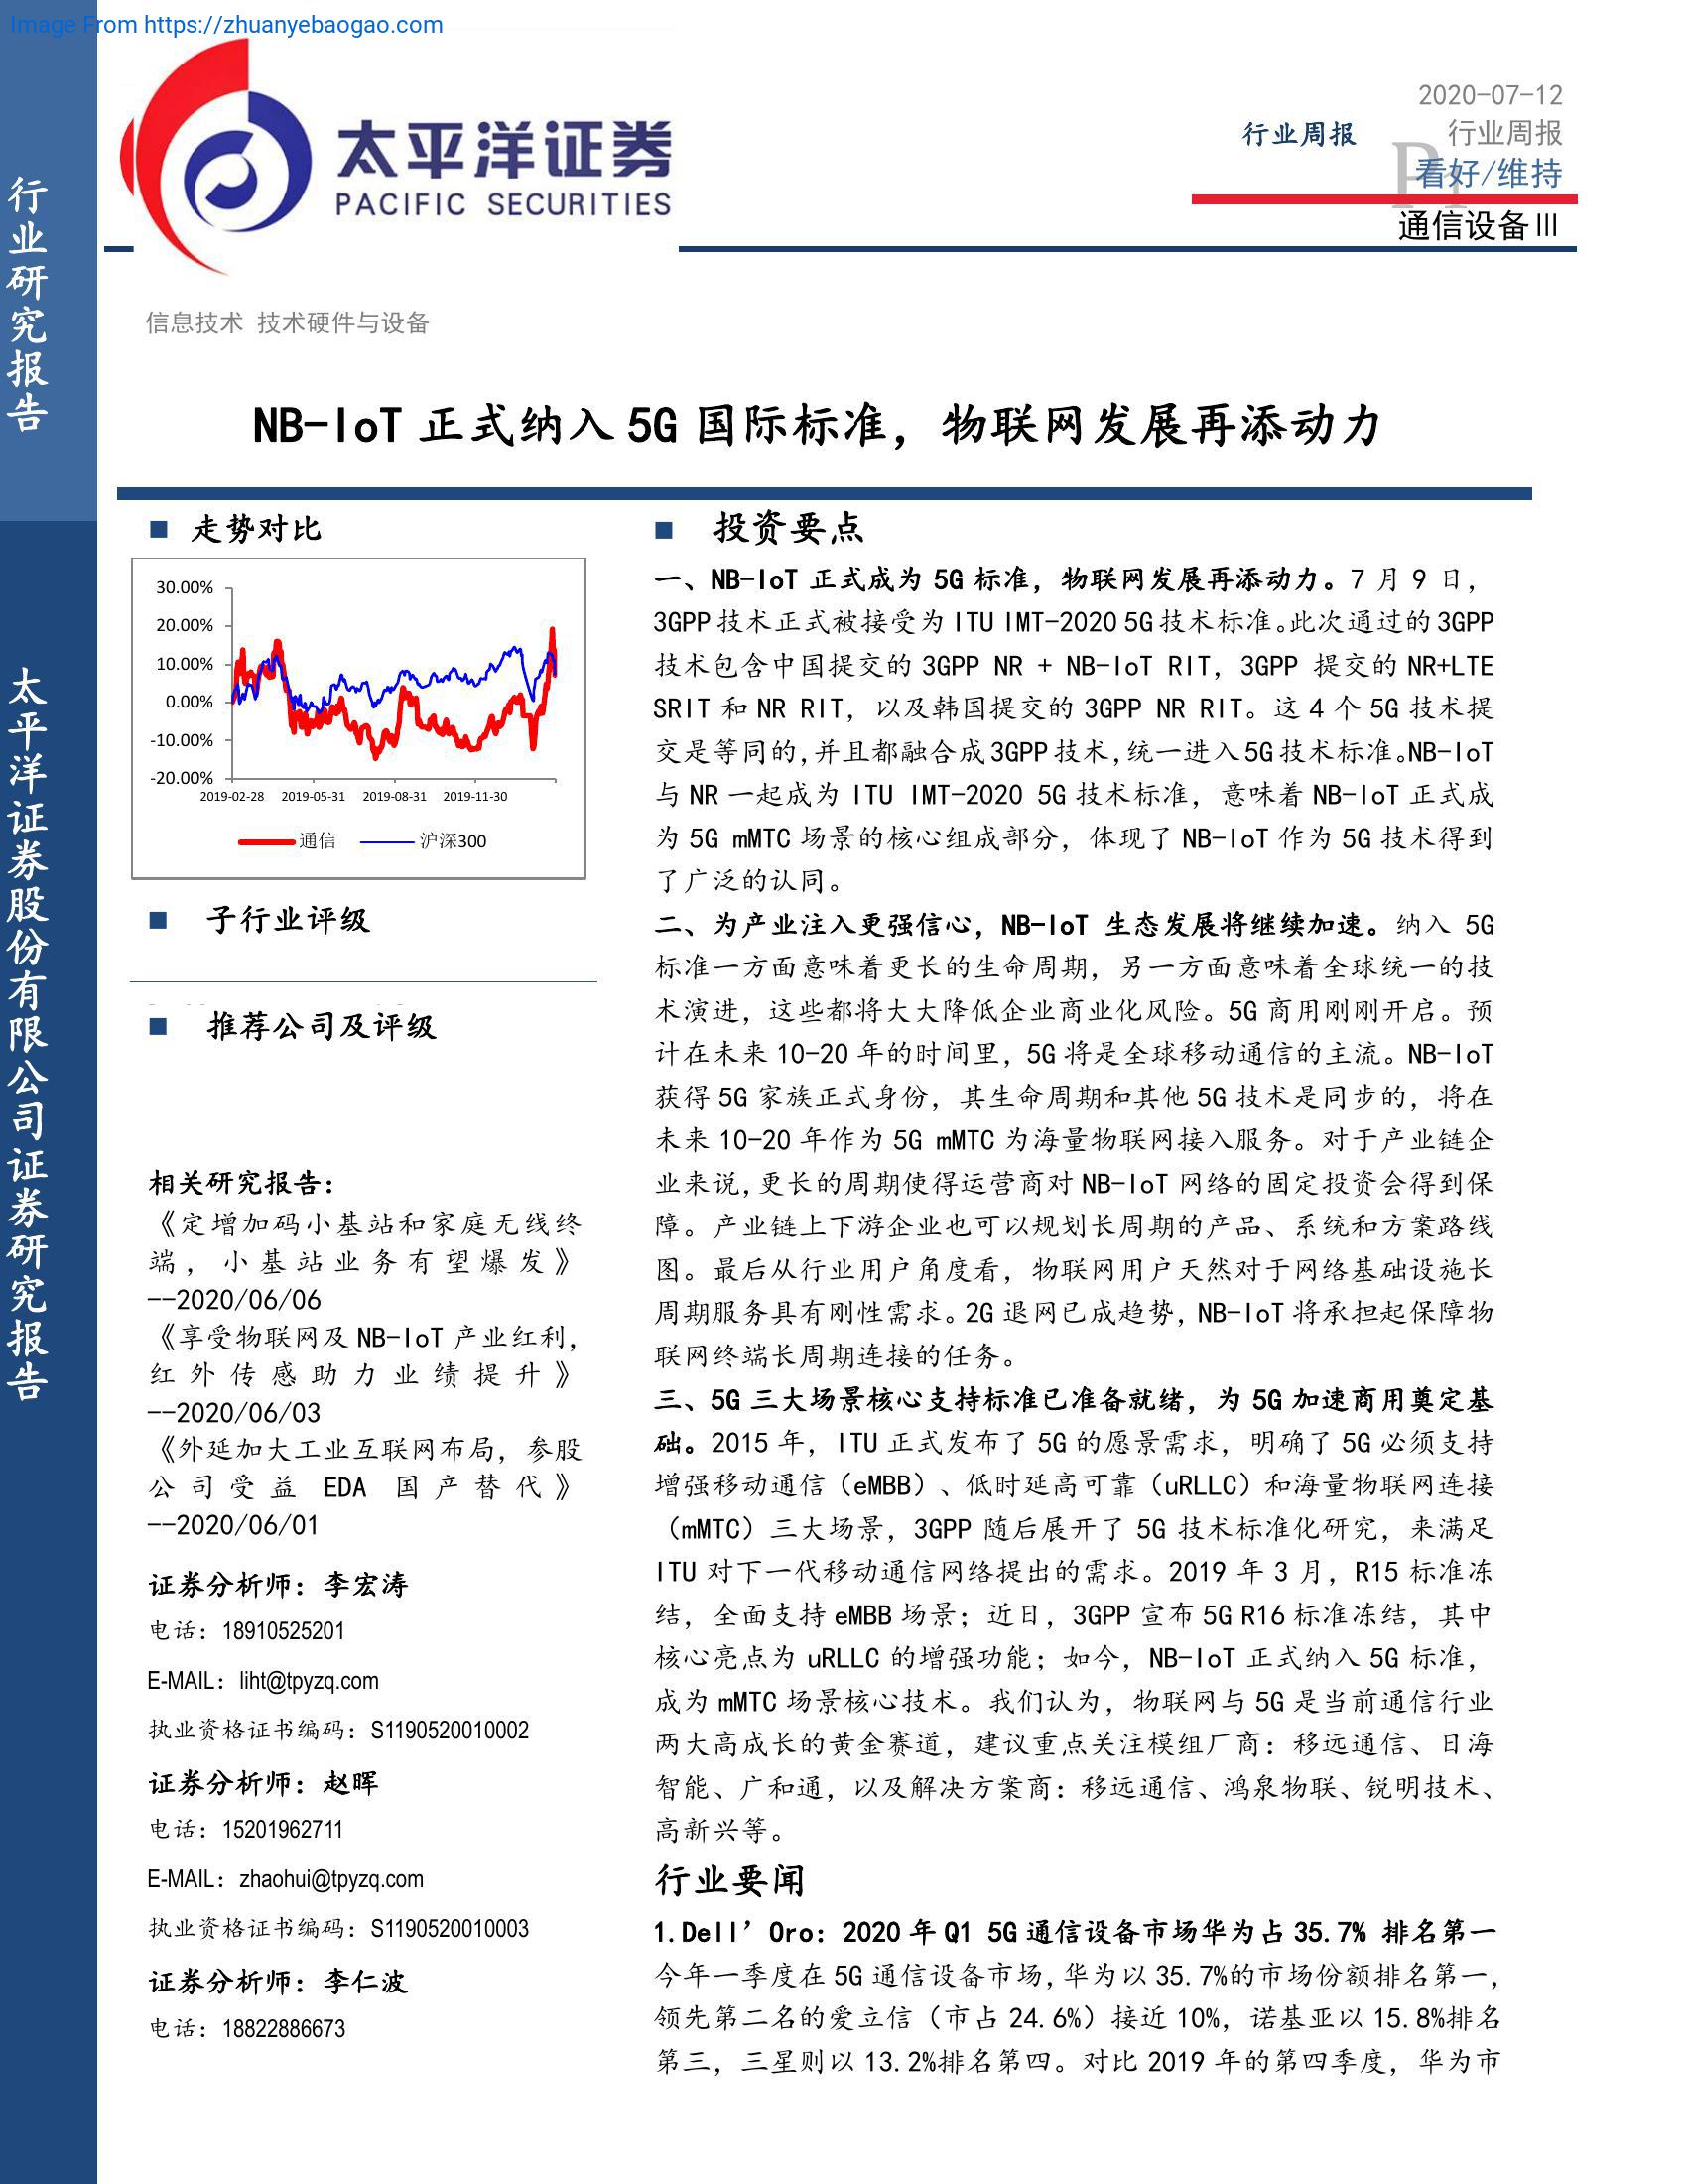 Image From https://zhuanyebaogao.com
行业研究报告
太平洋证券股份有限公司证券研究报告
太平洋证券
PACIFIC SECURITIES
2020-07-12
行业周报
行业周报
看好/维持
通信设备Ⅲ
信息技术 技术硬件与设备
NB-IoT 正式纳入 5G 国际标准，物联网发展再添动力
■ 走势对比
30.00%
20.00%
10.00%
0.00%
-10.00%
-20.00%
2019-02-28 2019-05-31 2019-08-31 2019-11-30
通信 沪深300
■ 子行业评级
■ 推荐公司及评级
相关研究报告：
《定增加码小基站和家庭无线终
端，小基站业务有望爆发》
--2020/06/06
《享受物联网及 NB-IoT 产业红利，
红外传感助力业绩提升》
--2020/06/03
《外延加大工业互联网布局，参股
公司受益 EDA 国产替代》
--2020/06/01
证券分析师：李宏涛
电话：18910525201
E-MAIL：liht@tpyzq.com
执业资格证书编码：S1190520010002
证券分析师：赵晖
电话：15201962711
E-MAIL：zhaohui@tpyzq.com
执业资格证书编码：S1190520010003
证券分析师：李仁波
电话：18822886673
■ 投资要点
一、NB-IoT 正式成为 5G 标准，物联网发展再添动力。7 月 9 日，
3GPP 技术正式被接受为 ITU IMT-2020 5G 技术标准。此次通过的 3GPP
技术包含中国提交的 3GPP NR + NB-IoT RIT，3GPP 提交的 NR+LTE
SRIT 和 NR RIT，以及韩国提交的 3GPP NR RIT。这 4 个 5G 技术提
交是等同的，并且都融合成 3GPP 技术，统一进入 5G 技术标准。NB-IoT
与 NR 一起成为 ITU IMT-2020 5G 技术标准，意味着 NB-IoT 正式成
为 5G mMTC 场景的核心组成部分，体现了 NB-IoT 作为 5G 技术得到
了广泛的认同。
二、为产业注入更强信心，NB-IoT 生态发展将继续加速。纳入 5G
标准一方面意味着更长的生命周期，另一方面意味着全球统一的技
术演进，这些都将大大降低企业商业化风险。5G 商用刚刚开启。预
计在未来 10-20 年的时间里，5G 将是全球移动通信的主流。NB-IoT
获得 5G 家族正式身份，其生命周期和其他 5G 技术是同步的，将在
未来 10-20 年作为 5G mMTC 为海量物联网接入服务。对于产业链企
业来说，更长的周期使得运营商对 NB-IoT 网络的固定投资会得到保
障。产业链上下游企业也可以规划长周期的产品、系统和方案路线
图。最后从行业用户角度看，物联网用户天然对于网络基础设施长
周期服务具有刚性需求。2G 退网已成趋势，NB-IoT 将承担起保障物
联网终端长周期连接的任务。
三、5G 三大场景核心支持标准已准备就绪，为 5G 加速商用奠定基
础。2015 年，ITU 正式发布了 5G 的愿景需求，明确了 5G 必须支持
增强移动通信（eMBB）、低时延高可靠（uRLLC）和海量物联网连接
（mMTC）三大场景，3GPP 随后展开了 5G 技术标准化研究，来满足
ITU 对下一代移动通信网络提出的需求。2019 年 3 月，R15 标准冻
结，全面支持 eMBB 场景；近日，3GPP 宣布 5G R16 标准冻结，其中
核心亮点为 uRLLC 的增强功能；如今，NB-IoT 正式纳入 5G 标准，
成为 mMTC 场景核心技术。我们认为，物联网与 5G 是当前通信行业
两大高成长的黄金赛道，建议重点关注模组厂商：移远通信、日海
智能、广和通，以及解决方案商：移远通信、鸿泉物联、锐明技术、
高新兴等。
行业要闻
1.Dell’Oro：2020 年 Q1 5G 通信设备市场华为占 35.7% 排名第一
今年一季度在 5G 通信设备市场，华为以 35.7%的市场份额排名第一，
领先第二名的爱立信（市占 24.6%）接近 10%，诺基亚以 15.8%排名
第三，三星则以 13.2%排名第四。对比 2019 年的第四季度，华为市